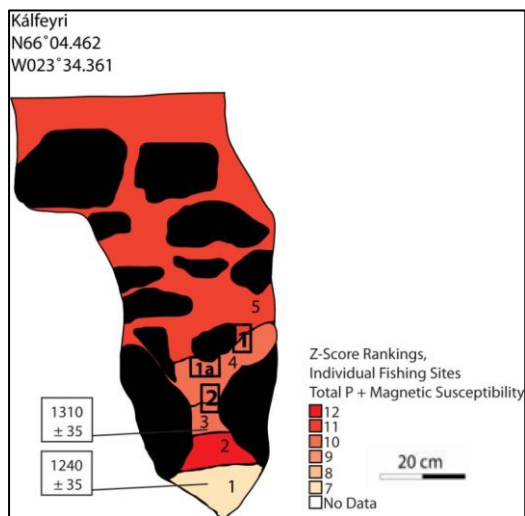 Kálfeyri
N66°04.462
W023°34.361
5
1
4
1a
2
3
1310
± 35
2
1240
± 35
1
Z-Score Rankings,
Individual Fishing Sites
Total P + Magnetic Susceptibility
12
11
10
9
8
7
No Data
20 cm